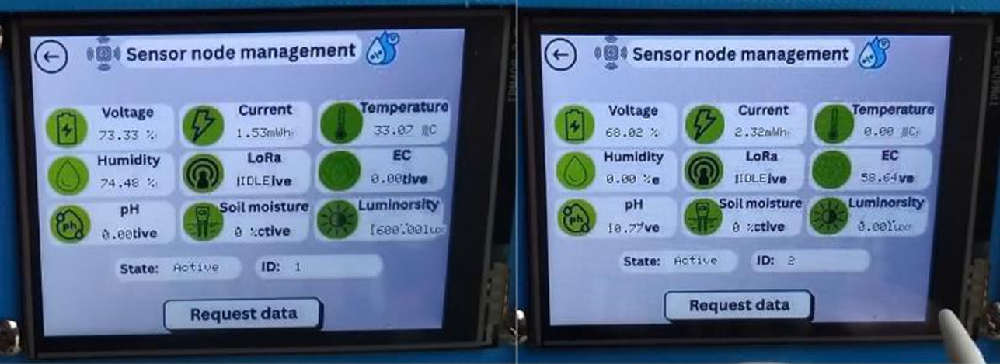 Sensor node management
Voltage
73.33 %
Current
1.53mWh
Temperature
33.07 C
Humidity
74.48 %
LoRa
IDLEive
EC
0.00tive
pH
0.00tive
Soil moisture
0 %ctive
Luminorsity
1600.00lux
State: Active
ID: 1
Request data
Sensor node management
Voltage
68.02 %
Current
2.32mWh
Temperature
0.00 C
Humidity
0.00 %e
LoRa
IDLEive
EC
58.64ve
pH
10.77ve
Soil moisture
0 %ctive
Luminorsity
0.00lux
State: Active
ID: 2
Request data